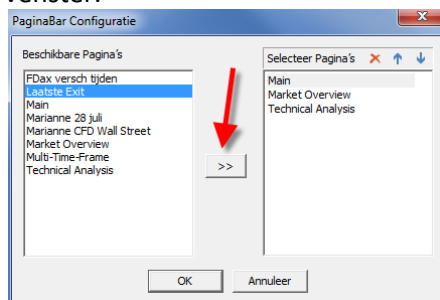 PaginaBar Configuratie
Beschikbare Pagina's
FDax versch tijden
Laatste Exit
Main
Marianne 28 juli
Marianne CFD Wall Street
Market Overview
Multi-Time-Frame
Technical Analysis
>>
Selecteer Pagina's
Main
Market Overview
Technical Analysis
OK
Annuleer